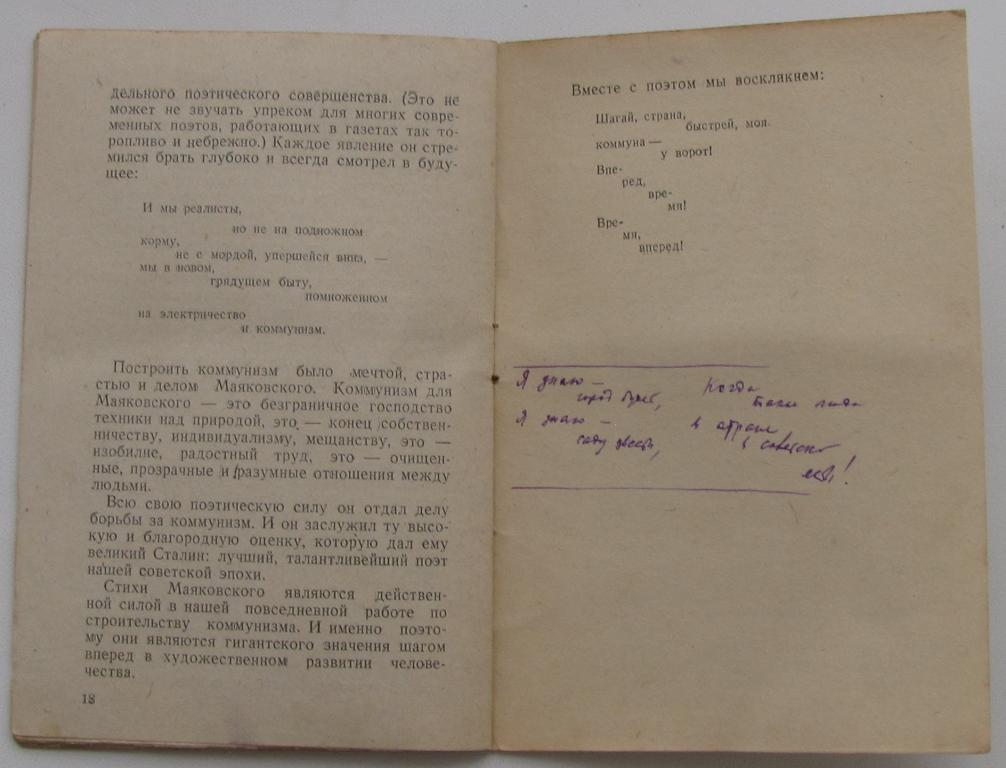 дельного поэтического совершенства. (Это не
может не звучать упреком для многих совре-
менных поэтов, работающих в газетах так то-
ропливо и небрежно.) Каждое явление он стре-
мился брать глубоко и всегда смотрел в буду-
щее:
И мы реалисты,
но не на подножном
корму,
не с мордой, упершейся вниз, —
мы в новом,
грядущем быту,
помноженном
на электричество
и коммунизм.
Построить коммунизм было мечтой, стра-
стью и делом Маяковского. Коммунизм для
Маяковского — это безграничное господство
техники над природой, это — конец собствен-
ничеству, индивидуализму, мещанству, это —
изобилие, радостный труд, это — очищен-
ные, прозрачные и разумные отношения между
людьми.
Всю свою поэтическую силу он отдал делу
борьбы за коммунизм. И он заслужил ту высо-
кую и благородную оценку, которую дал ему
великий Сталин: лучший, талантливейший поэт
нашей советской эпохи.
Стихи Маяковского являются действен-
ной силой в нашей повседневной работе по
строительству коммунизма. И именно поэто-
му они являются гигантского значения шагом
вперед в художественном развитии челове-
чества.
18
Вместе с поэтом мы воскликнем:
Шагай, страна,
быстрей, моя.
коммуна —
у ворот!
Впе-
ред,
вре-
мя!
Вре-
мя,
вперед!
Я знаю —
город будет,
Я знаю —
саду цвесть,
Когда
такие люди
в стране
в советской
есть!